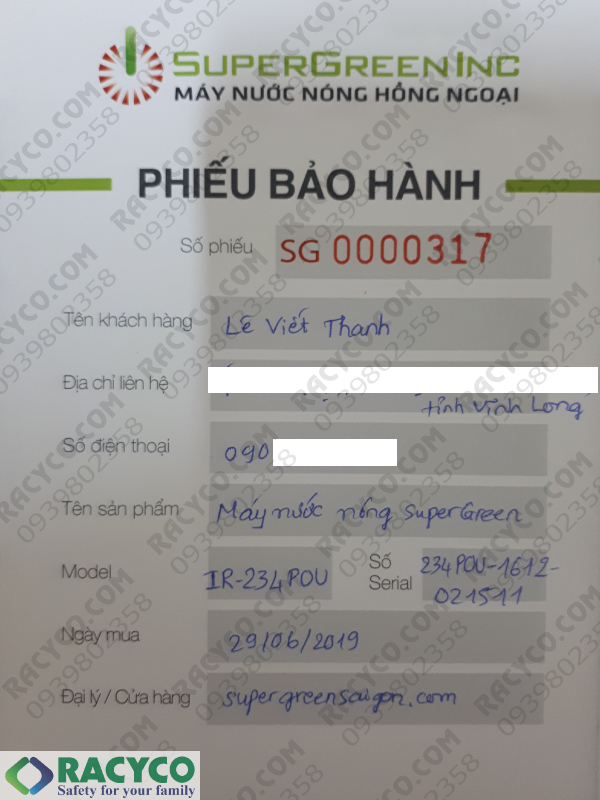 SUPERGREENINC
MÁY NƯỚC NÓNG HỒNG NGOẠI
PHIẾU BẢO HÀNH
Số phiếu SG 0000317
Tên khách hàng Lê Viết Thanh
Địa chỉ liên hệ
tỉnh Vĩnh Long
Số điện thoại 090
Tên sản phẩm Máy nước nóng SuperGreen
Model IR-234POU Số Serial 234POU-1612-021511
Ngày mua 29/06/2019
Đại lý / Cửa hàng supergreensaigon.com
RACYCO
Safety for your family
RACYCO.COM
0939802358